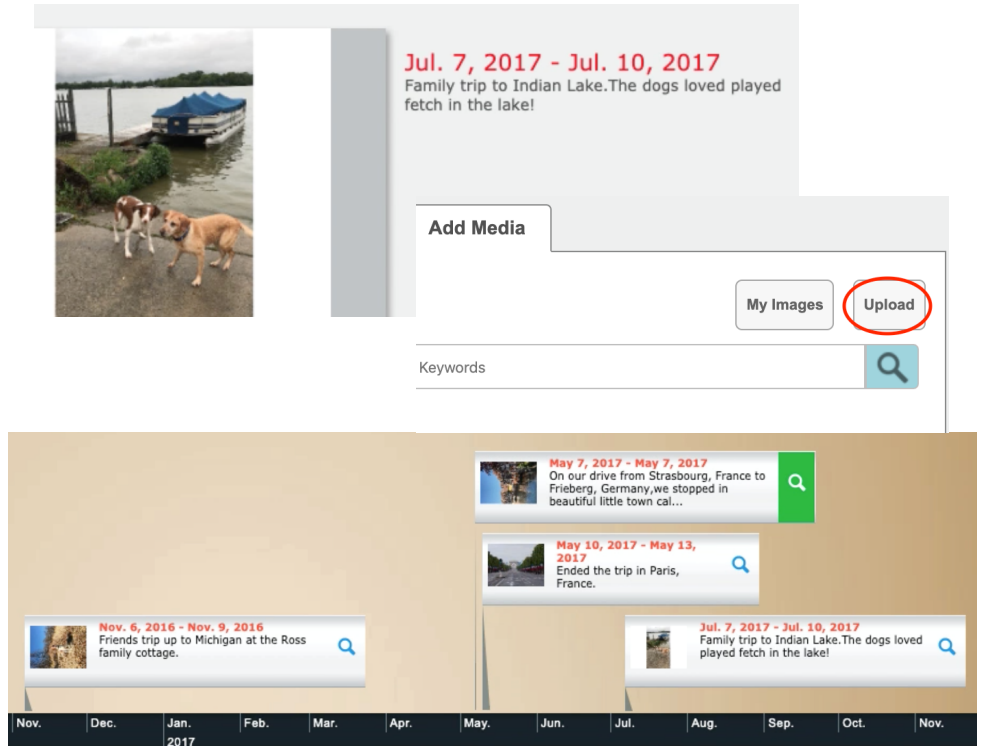 Jul. 7, 2017 - Jul. 10, 2017
Family trip to Indian Lake.The dogs loved played
fetch in the lake!
Add Media
My Images
Upload
Keywords
May 7, 2017 - May 7, 2017
On our drive from Strasbourg, France to
Frieberg, Germany,we stopped in
beautiful little town cal...
May 10, 2017 - May 13,
2017
Ended the trip in Paris,
France.
Nov. 6, 2016 - Nov. 9, 2016
Friends trip up to Michigan at the Ross
family cottage.
Jul. 7, 2017 - Jul. 10, 2017
Family trip to Indian Lake.The dogs loved
played fetch in the lake!
Nov. Dec. Jan. Feb. Mar. Apr. May. Jun. Jul. Aug. Sep. Oct. Nov.
2017